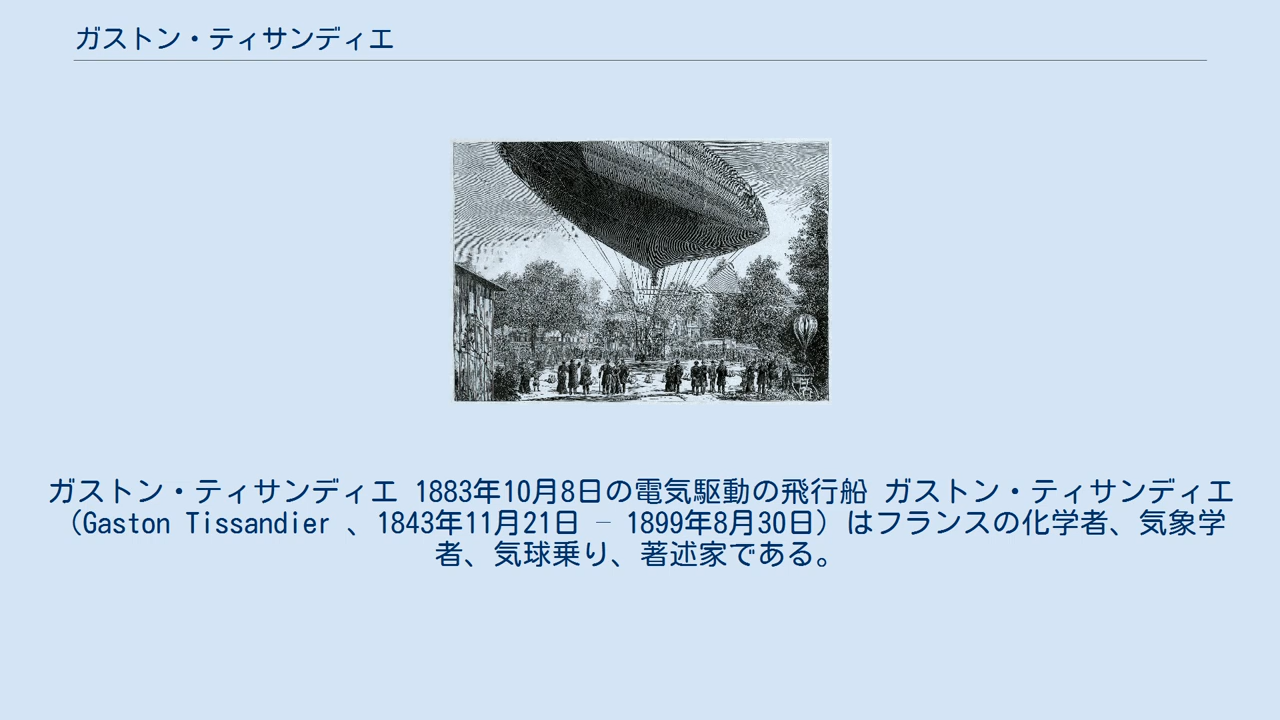 ガストン・ティサンディエ
ガストン・ティサンディエ 1883年10月8日の電気駆動の飛行船 ガストン・ティサンディエ
（Gaston Tissandier 、1843年11月21日 – 1899年8月30日）はフランスの化学者、気象学
者、気球乗り、著述家である。